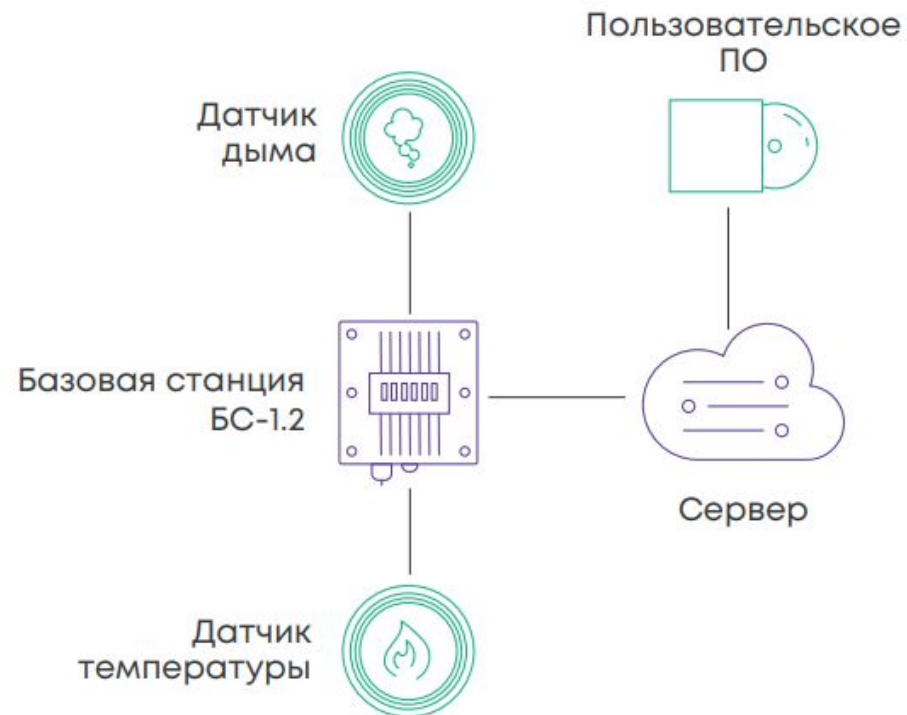 Пользовательское
ПО
Датчик
дыма
Базовая станция
БС-1.2
Сервер
Датчик
температуры